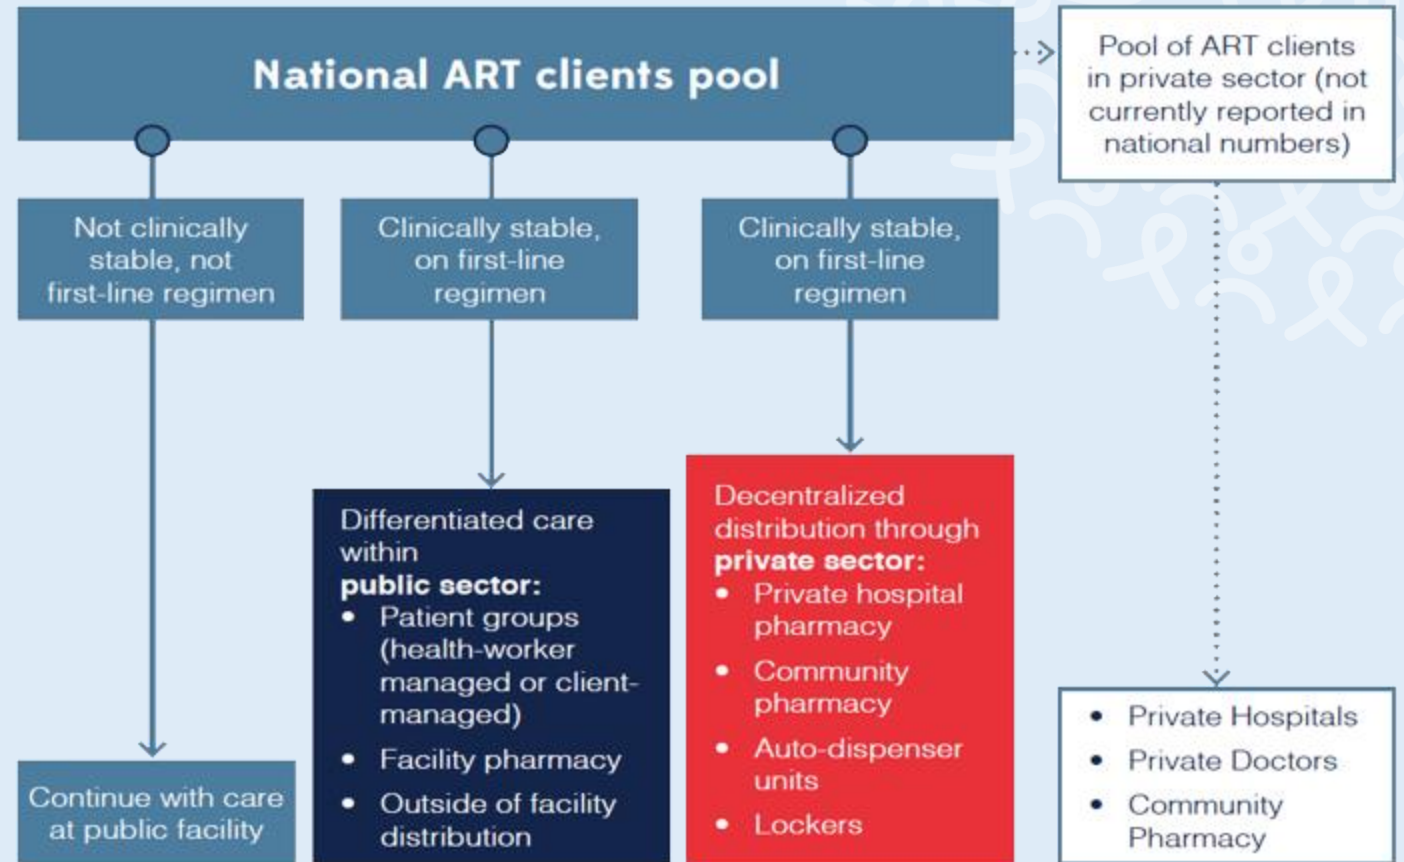 National ART clients pool
Pool of ART clients
in private sector (not
currently reported in
national numbers)
Not clinically
stable, not
first-line regimen
Clinically stable,
on first-line
regimen
Clinically stable,
on first-line
regimen
Continue with care
at public facility
Differentiated care
within
public sector:
• Patient groups
(health-worker
managed or client-
managed)
• Facility pharmacy
• Outside of facility
distribution
Decentralized
distribution through
private sector:
• Private hospital
pharmacy
• Community
pharmacy
• Auto-dispenser
units
• Lockers
• Private Hospitals
• Private Doctors
• Community
Pharmacy